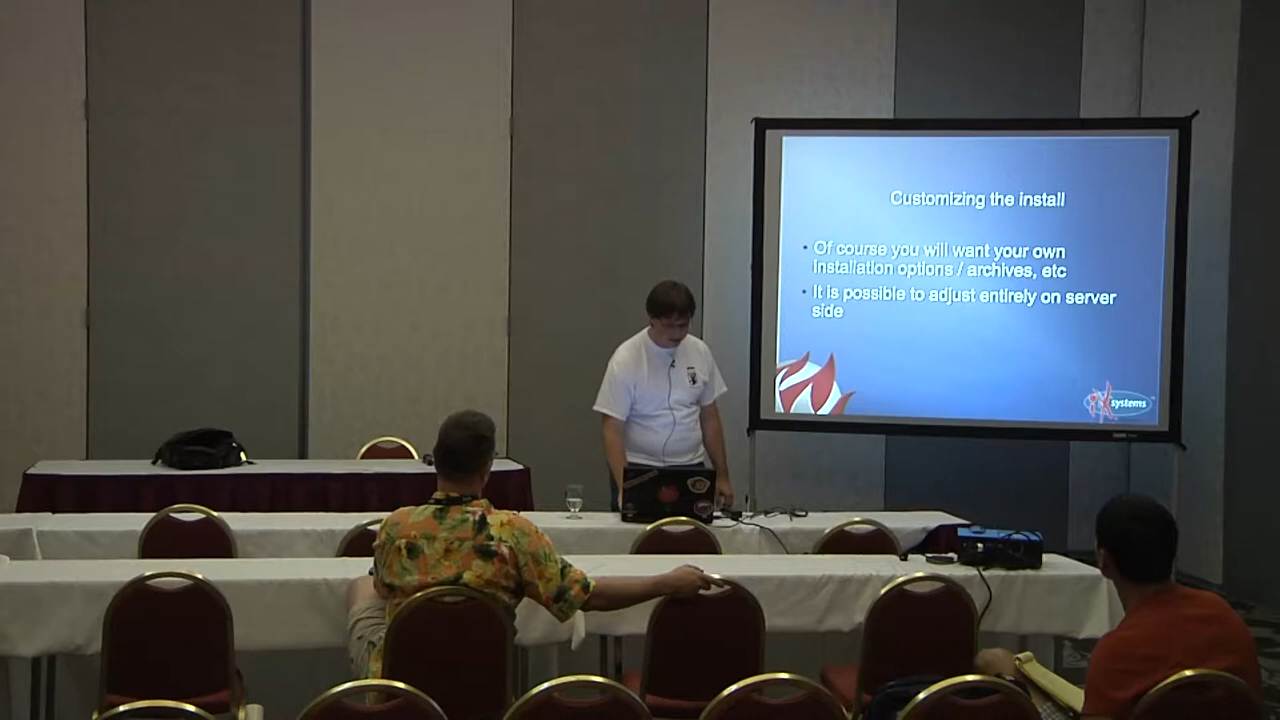 Customizing the install
• Of course you will want your own
installation options / archives, etc
• It is possible to adjust entirely on server
side
systems